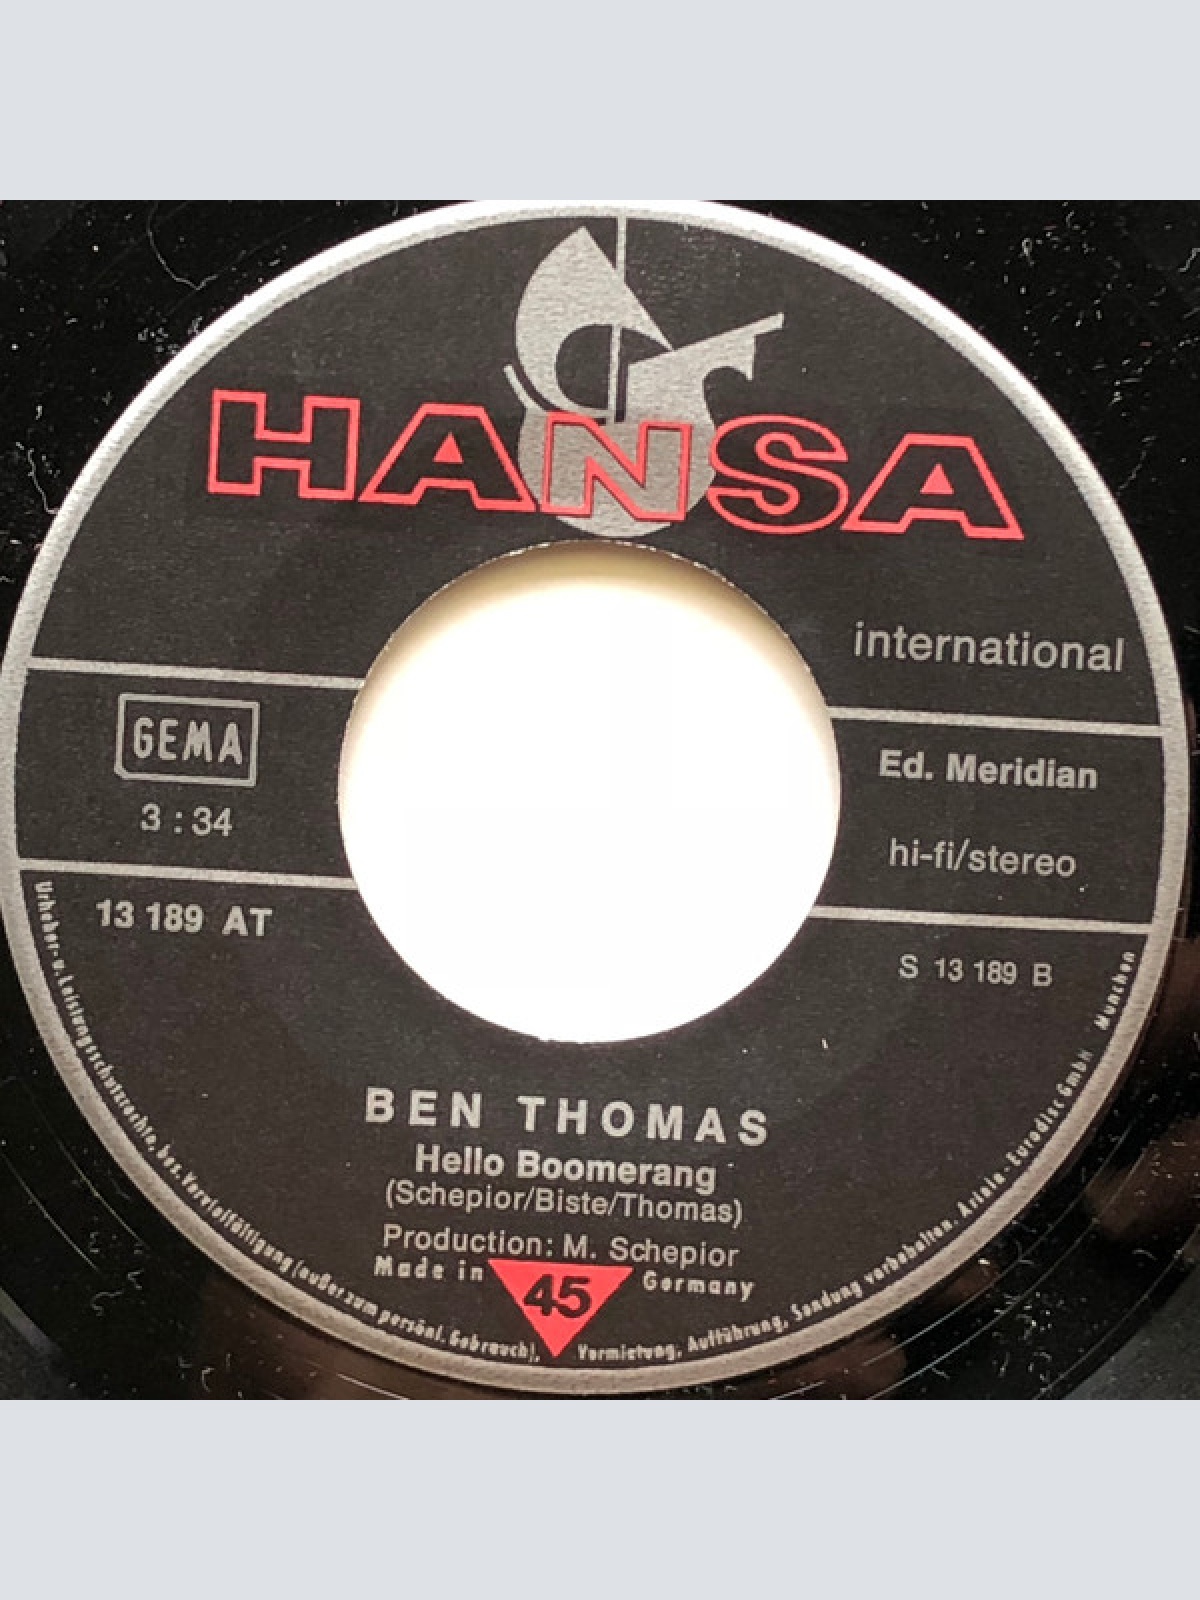 HANSA
international
GEMA
3 : 34
Ed. Meridian
hi-fi/stereo
13 189 AT
S 13 189 B
BEN THOMAS
Hello Boomerang
(Schepior/Biste/Thomas)
Production: M. Schepior
Made in 45 Germany
Urheber- u. Leistungsschutzrechte, bes. Vervielfältigung (außer zum persönl. Gebrauch), Vermietung, Aufführung, Sendung vorbehalten. Ariola-Eurodisc GmbH München